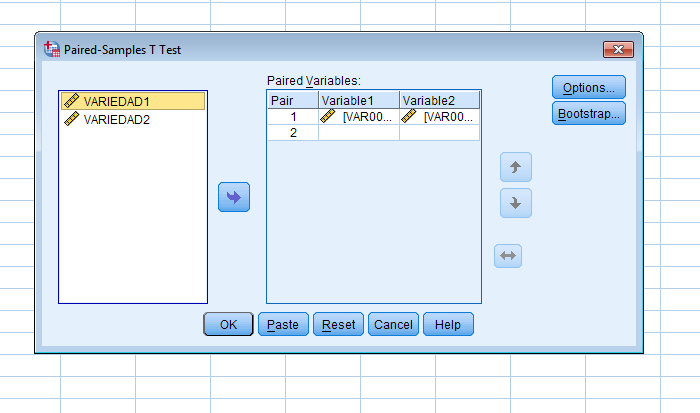 Paired-Samples T Test
VARIEDAD1
VARIEDAD2
Paired Variables:
Pair Variable1 Variable2
1 [VAR00... [VAR00...
2
Options...
Bootstrap...
OK Paste Reset Cancel Help